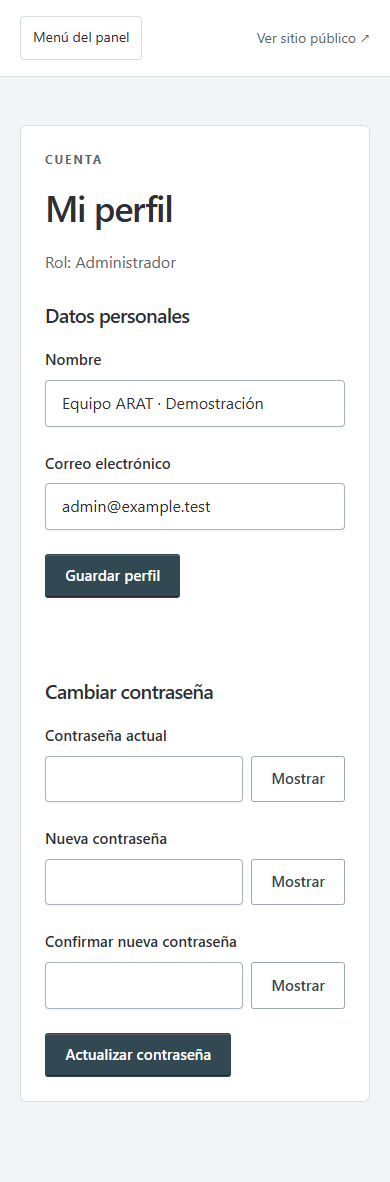 Menú del panel
Ver sitio público ↗
CUENTA
Mi perfil
Rol: Administrador
Datos personales
Nombre
Equipo ARAT · Demostración
Correo electrónico
admin@example.test
Guardar perfil
Cambiar contraseña
Contraseña actual
Mostrar
Nueva contraseña
Mostrar
Confirmar nueva contraseña
Mostrar
Actualizar contraseña